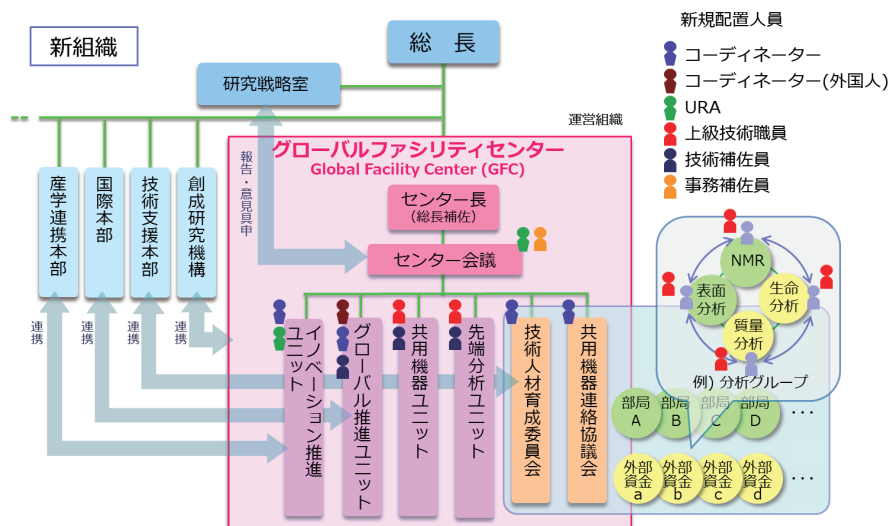 新組織
総 長
研究戦略室
新規配置人員
コーディネーター
コーディネーター(外国人)
URA
上級技術職員
技術補佐員
事務補佐員
運営組織
グローバルファシリティセンター
Global Facility Center (GFC)
報告・意見具申
センター長
(総長補佐)
センター会議
産学連携本部
国際本部
技術支援本部
創成研究機構
連携
連携
連携
連携
イノベーション推進
ユニット
グローバル推進ユニット
共用機器ユニット
先端分析ユニット
技術人材育成委員会
共用機器連絡協議会
NMR
表面
分析
生命
分析
質量
分析
例) 分析グループ
部局
A
部局
B
部局
C
部局
D
・・・
外部
資金
a
外部
資金
b
外部
資金
c
外部
資金
d
・・・